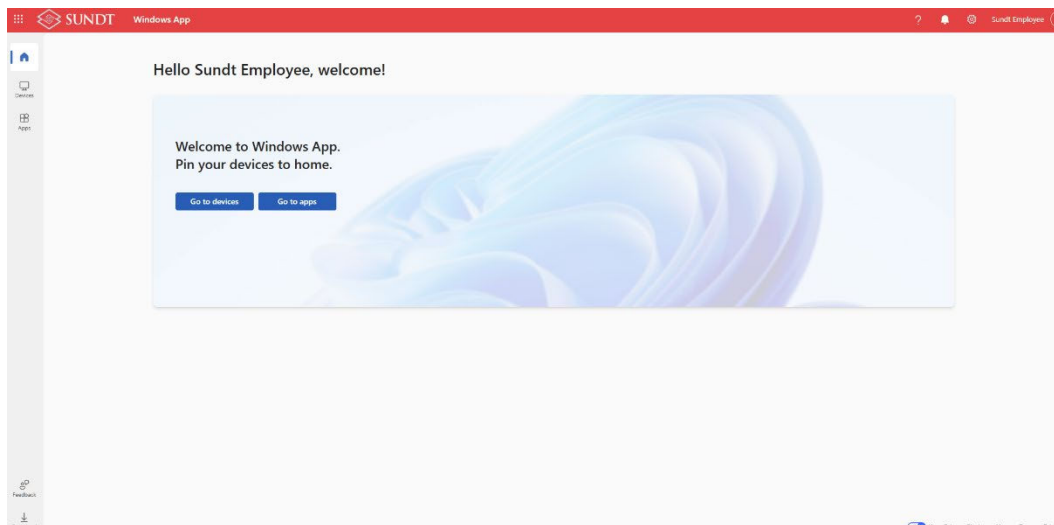 SUNDT
Windows App
? Sundt Employee
Hello Sundt Employee, welcome!
Devices
Apps
Welcome to Windows App.
Pin your devices to home.
Go to devices
Go to apps
Feedback